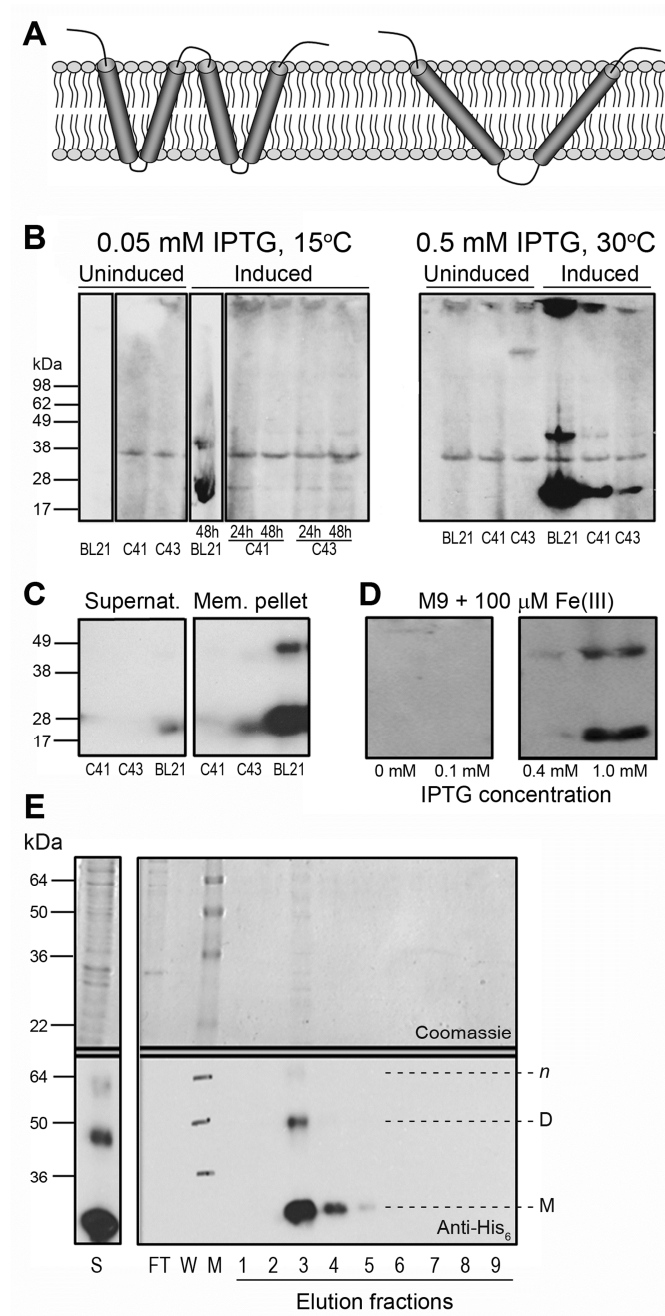 A
B
0.05 mM IPTG, 15°C
0.5 mM IPTG, 30°C
Uninduced Induced
Uninduced Induced
kDa
98
62
49
38
28
17
48h 24h 48h 24h 48h
BL21 C41 C43 BL21 C41 C43
BL21 C41 C43 BL21 C41 C43
C
Supernat. Mem. pellet
49
38
28
17
C41 C43 BL21 C41 C43 BL21
D
M9 + 100 µM Fe(III)
0 mM 0.1 mM 0.4 mM 1.0 mM
IPTG concentration
E
kDa
64
50
36
22
Coomassie
64
50
36
n
D
M
Anti-His6
S FT W M 1 2 3 4 5 6 7 8 9
Elution fractions